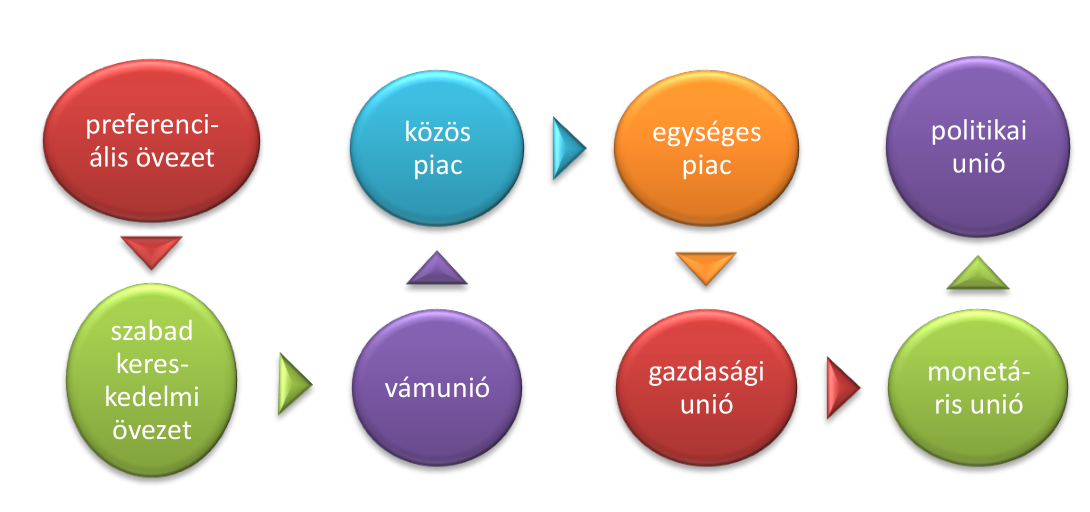 preferenci-
ális övezet
szabad
keres-
kedelmi
övezet
vámunió
közös
piac
egységes
piac
gazdasági
unió
monetá-
ris unió
politikai
unió